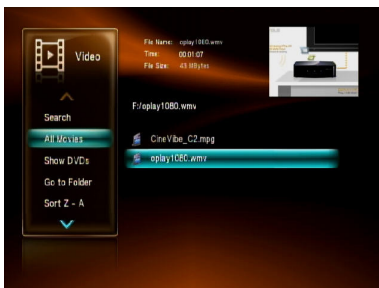 Video
File Name: oplay1080.wmv
Time: 00:01:07
File Size: 43 MBytes
F:/oplay1080.wmv
Search
All Movies
Show DVDs
Go to Folder
Sort Z - A
CineVibe_C2.mpg
oplay1080.wmv